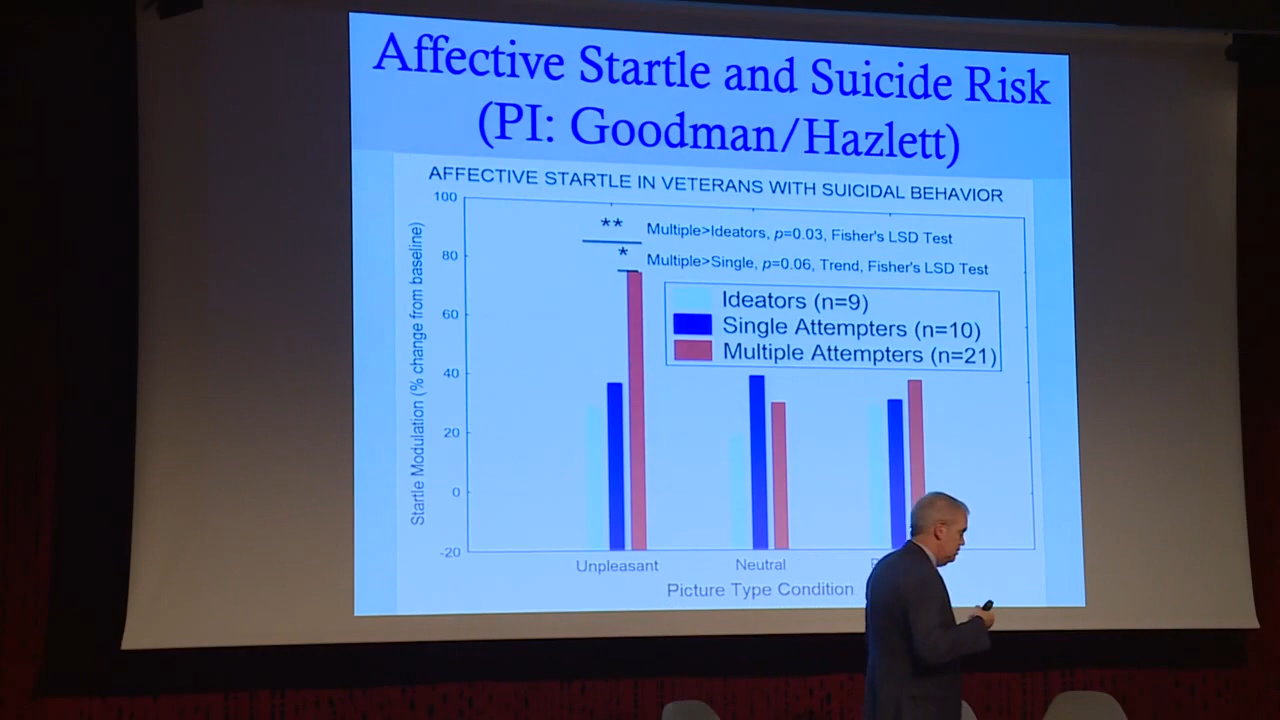 Affective Startle and Suicide Risk
(PI: Goodman/Hazlett)
AFFECTIVE STARTLE IN VETERANS WITH SUICIDAL BEHAVIOR
Startle Modulation (% change from baseline)
100
80
60
40
20
0
-20
**
Multiple>Ideators, p=0.03, Fisher's LSD Test
*
Multiple>Single, p=0.06, Trend, Fisher's LSD Test
Ideators (n=9)
Single Attempters (n=10)
Multiple Attempters (n=21)
Unpleasant
Neutral
Picture Type Condition